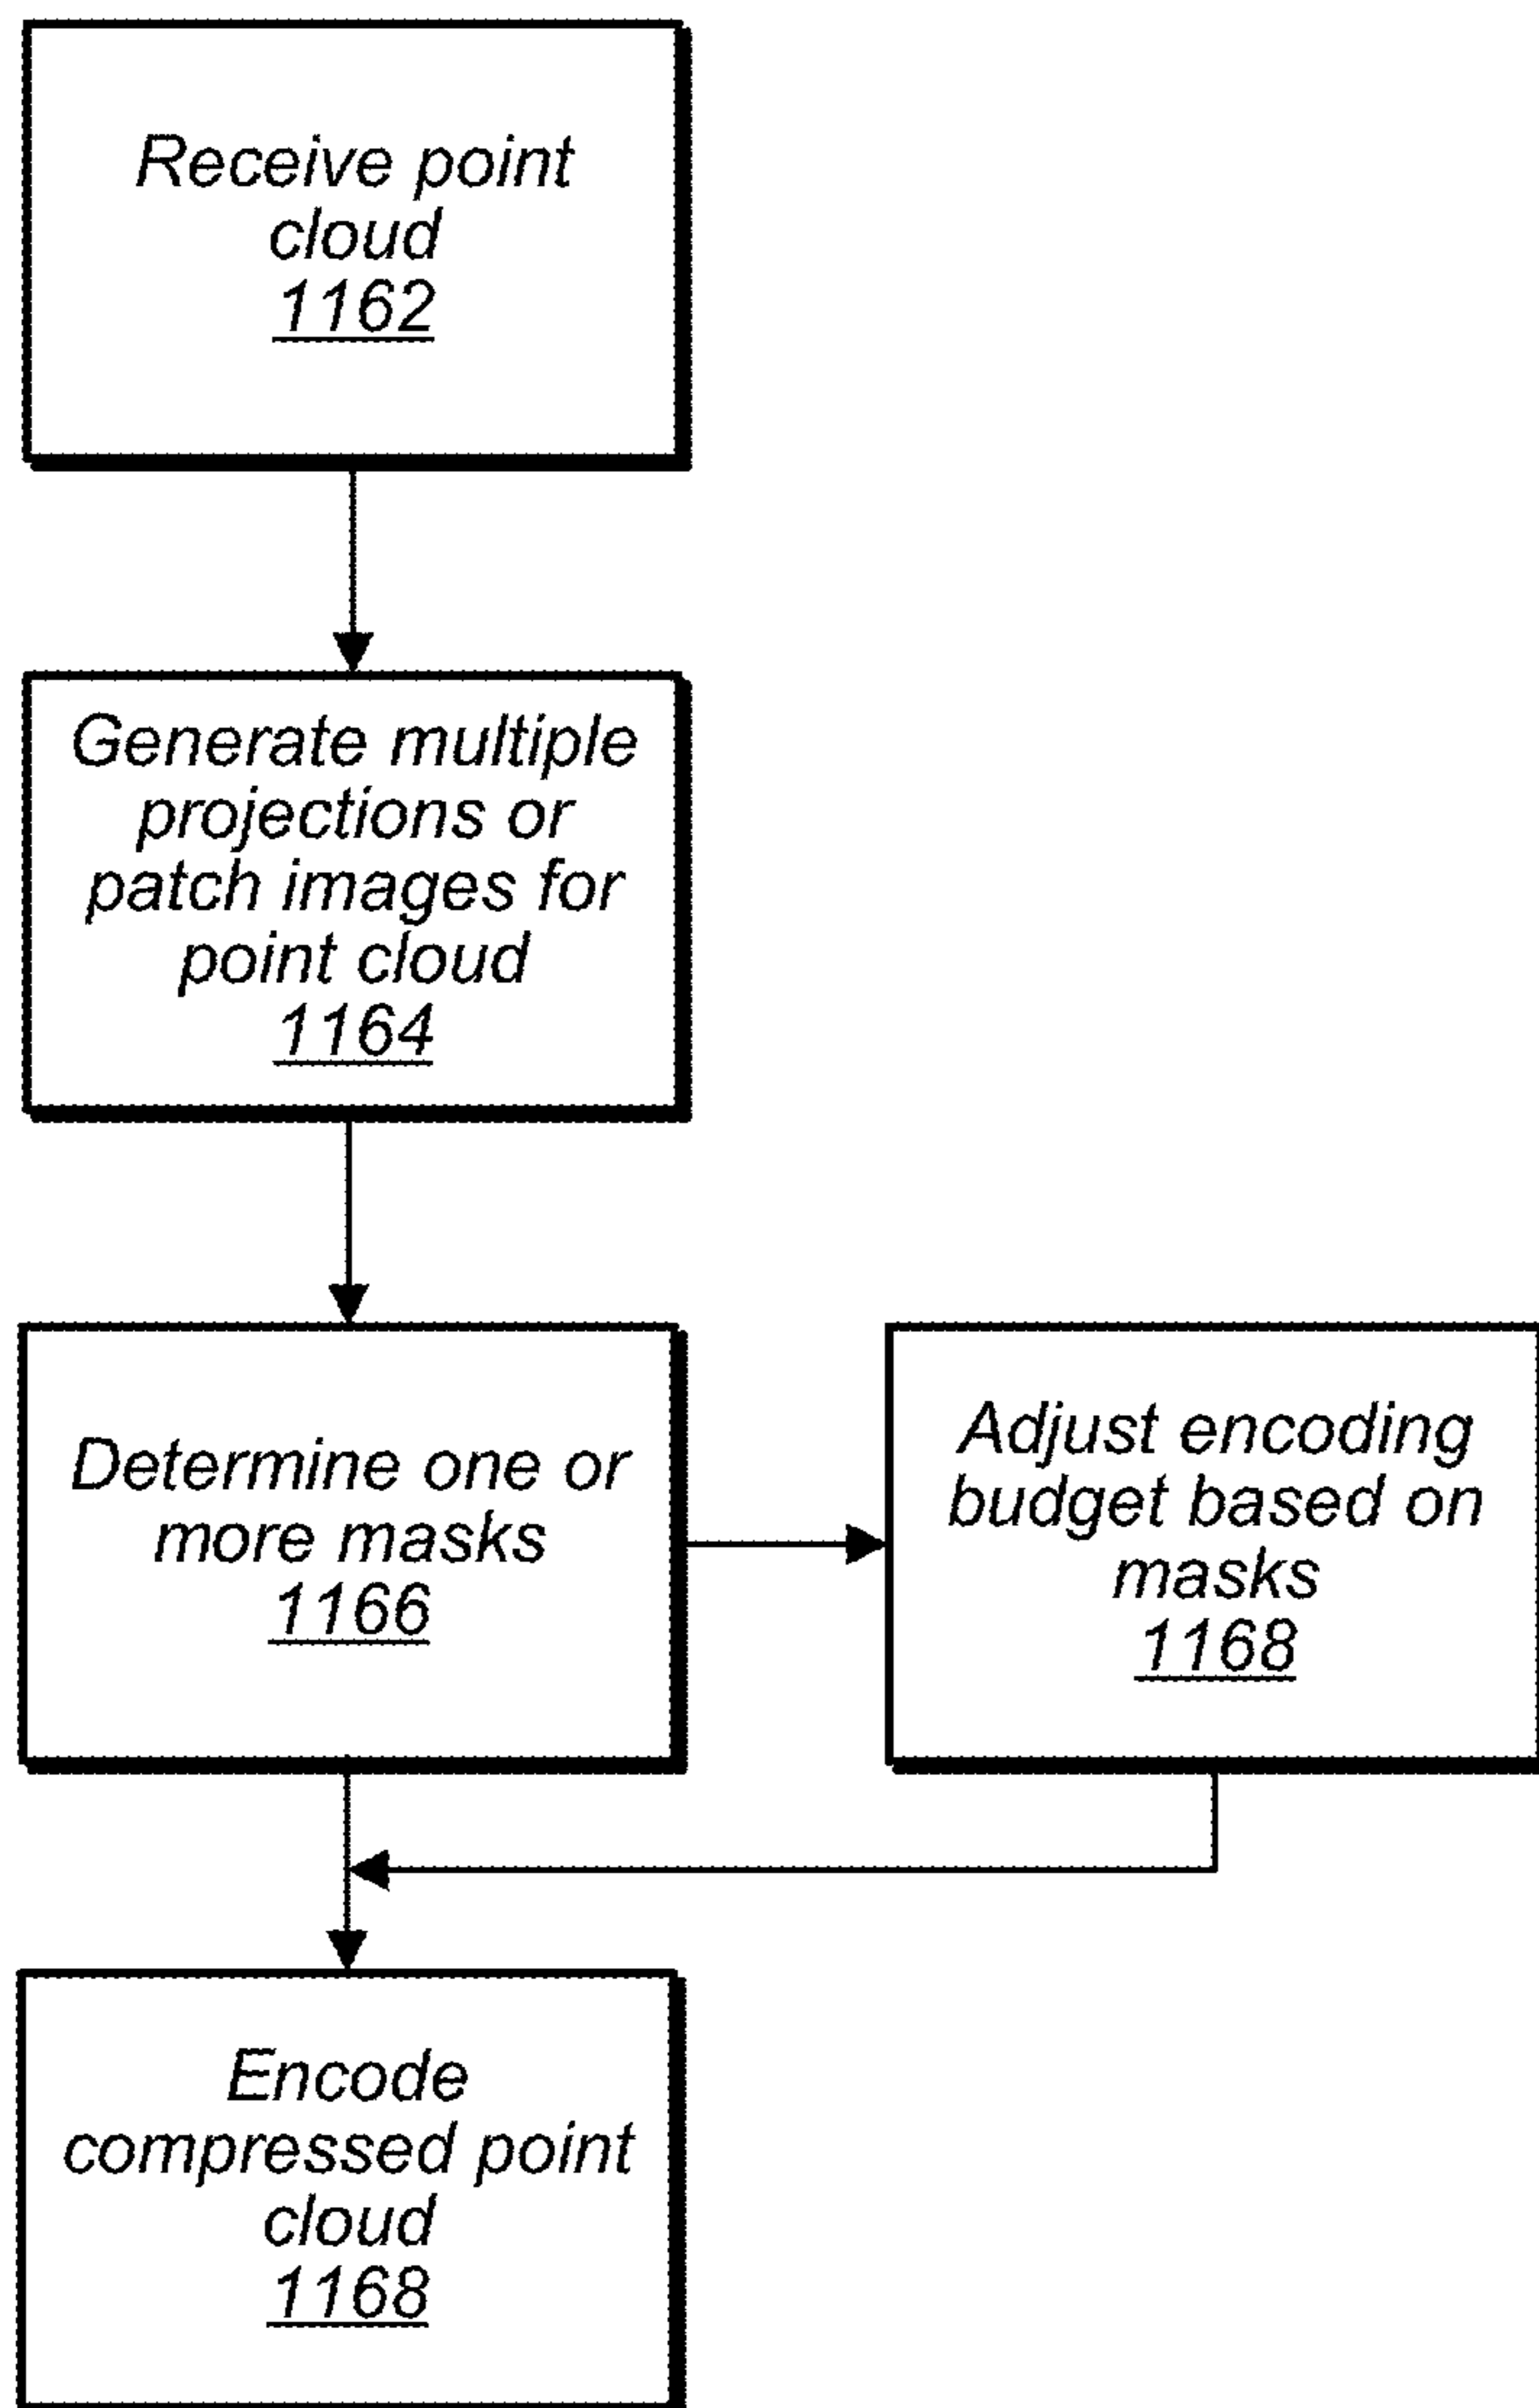 Receive point
cloud
1162
Generate multiple
projections or
patch images for
point cloud
1164
Determine one or
more masks
1166
Adjust encoding
budget based on
masks
1168
Encode
compressed point
cloud
1168